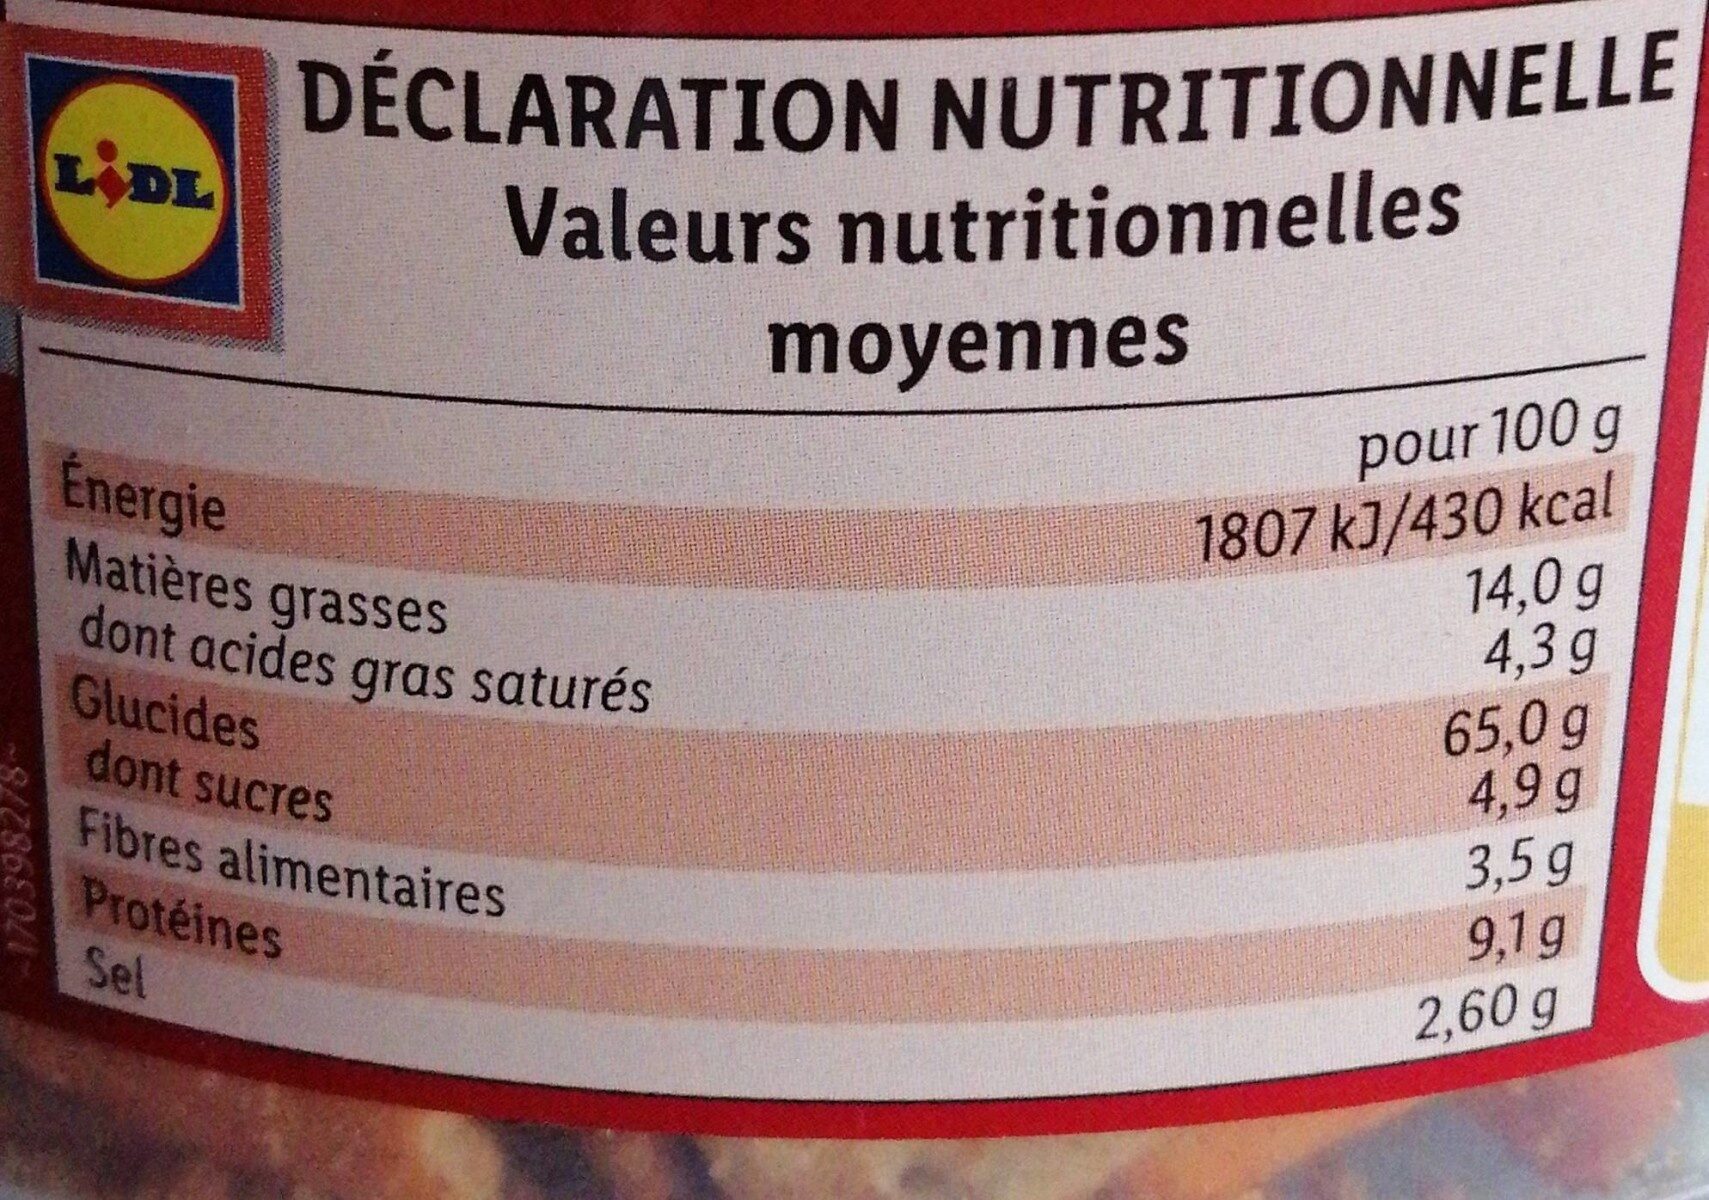 LIDL
DÉCLARATION NUTRITIONNELLE
Valeurs nutritionnelles
moyennes
pour 100 g
Énergie 1807 kJ/430 kcal
Matières grasses 14,0 g
dont acides gras saturés 4,3 g
Glucides 65,0 g
dont sucres 4,9 g
Fibres alimentaires 3,5 g
Protéines 9,1 g
Sel 2,60 g